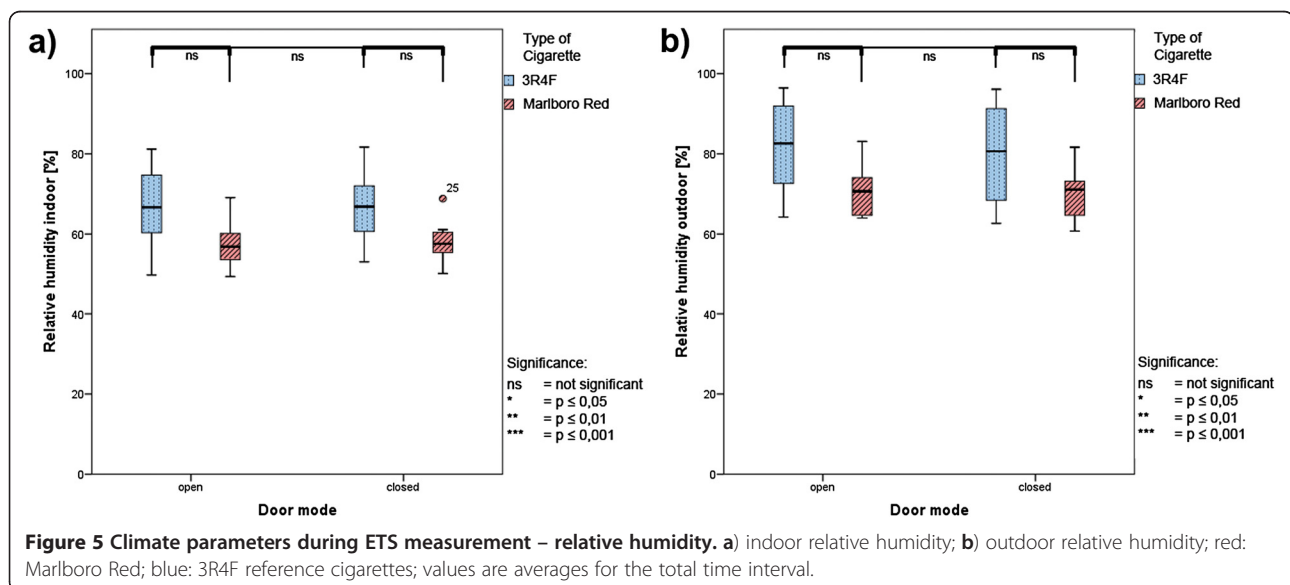 a)
Relative humidity indoor [%]
100
80
60
40
20
0
ns
ns
ns
25
open
closed
Door mode
Type of
Cigarette
3R4F
Marlboro Red
Significance:
ns = not significant
* = p ≤ 0,05
** = p ≤ 0,01
*** = p ≤ 0,001
b)
Relative humidity outdoor [%]
100
80
60
40
20
0
ns
ns
ns
open
closed
Door mode
Type of
Cigarette
3R4F
Marlboro Red
Significance:
ns = not significant
* = p ≤ 0,05
** = p ≤ 0,01
*** = p ≤ 0,001
Figure 5 Climate parameters during ETS measurement – relative humidity. a) indoor relative humidity; b) outdoor relative humidity; red:
Marlboro Red; blue: 3R4F reference cigarettes; values are averages for the total time interval.